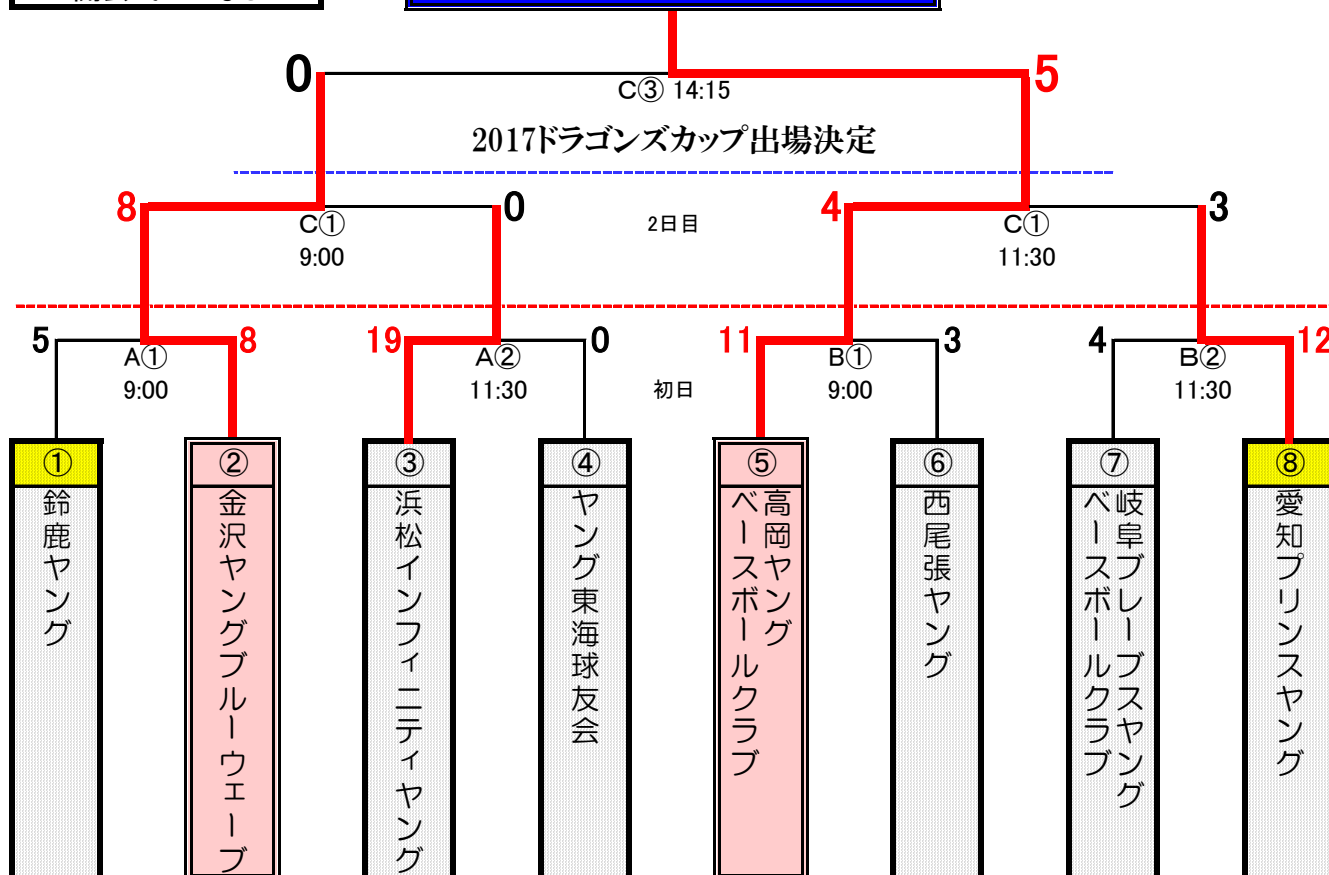 0
5
C③ 14:15
2017ドラゴンズカップ出場決定
8
0
4
3
C①
2日目
C①
9:00
11:30
5
8
19
0
11
3
4
12
A①
A②
B①
B②
9:00
11:30
初日
9:00
11:30
①
②
③
④
⑤
⑥
⑦
⑧
鈴鹿ヤング
金沢ヤングブルーウェーブ
浜松インフィニティヤング
ヤング東海球友会
高岡ヤング
ベースボールクラブ
西尾張ヤング
岐阜ブレーブスヤング
ベースボールクラブ
愛知プリンスヤング